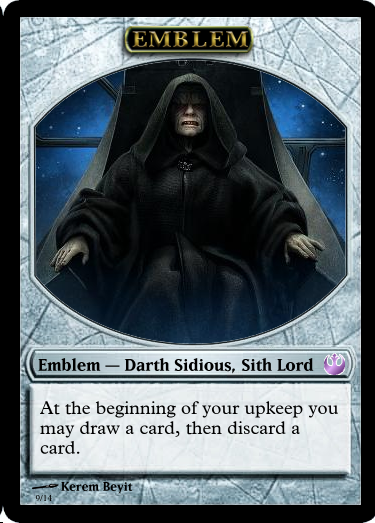 EMBLEM
Emblem — Darth Sidious, Sith Lord
At the beginning of your upkeep you
may draw a card, then discard a
card.
Kerem Beyit
9/14